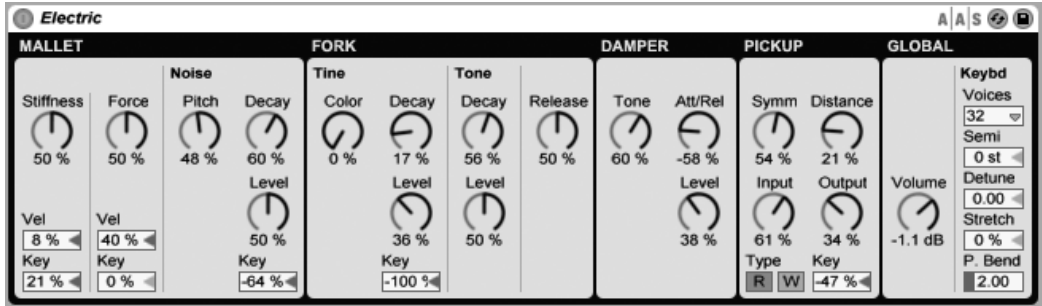 Electric
A|A|S
MALLET FORK DAMPER PICKUP GLOBAL
Noise Tine Tone Keybd
Stiffness Force Pitch Decay Color Decay Decay Release Tone Att/Rel Symm Distance Voices
32
50 % 50 % 48 % 60 % 0 % 17 % 56 % 50 % 60 % -58 % 54 % 21 %
Semi
0 st
Level Level Level Level Input Output Volume Detune
0.00
Vel Vel Stretch
8 % 40 % 50 % 36 % 50 % 38 % 61 % 34 % -1.1 dB 0 %
Key Key Key Key Type Key P. Bend
21 % 0 % -64 % -100 % R W -47 % 2.00